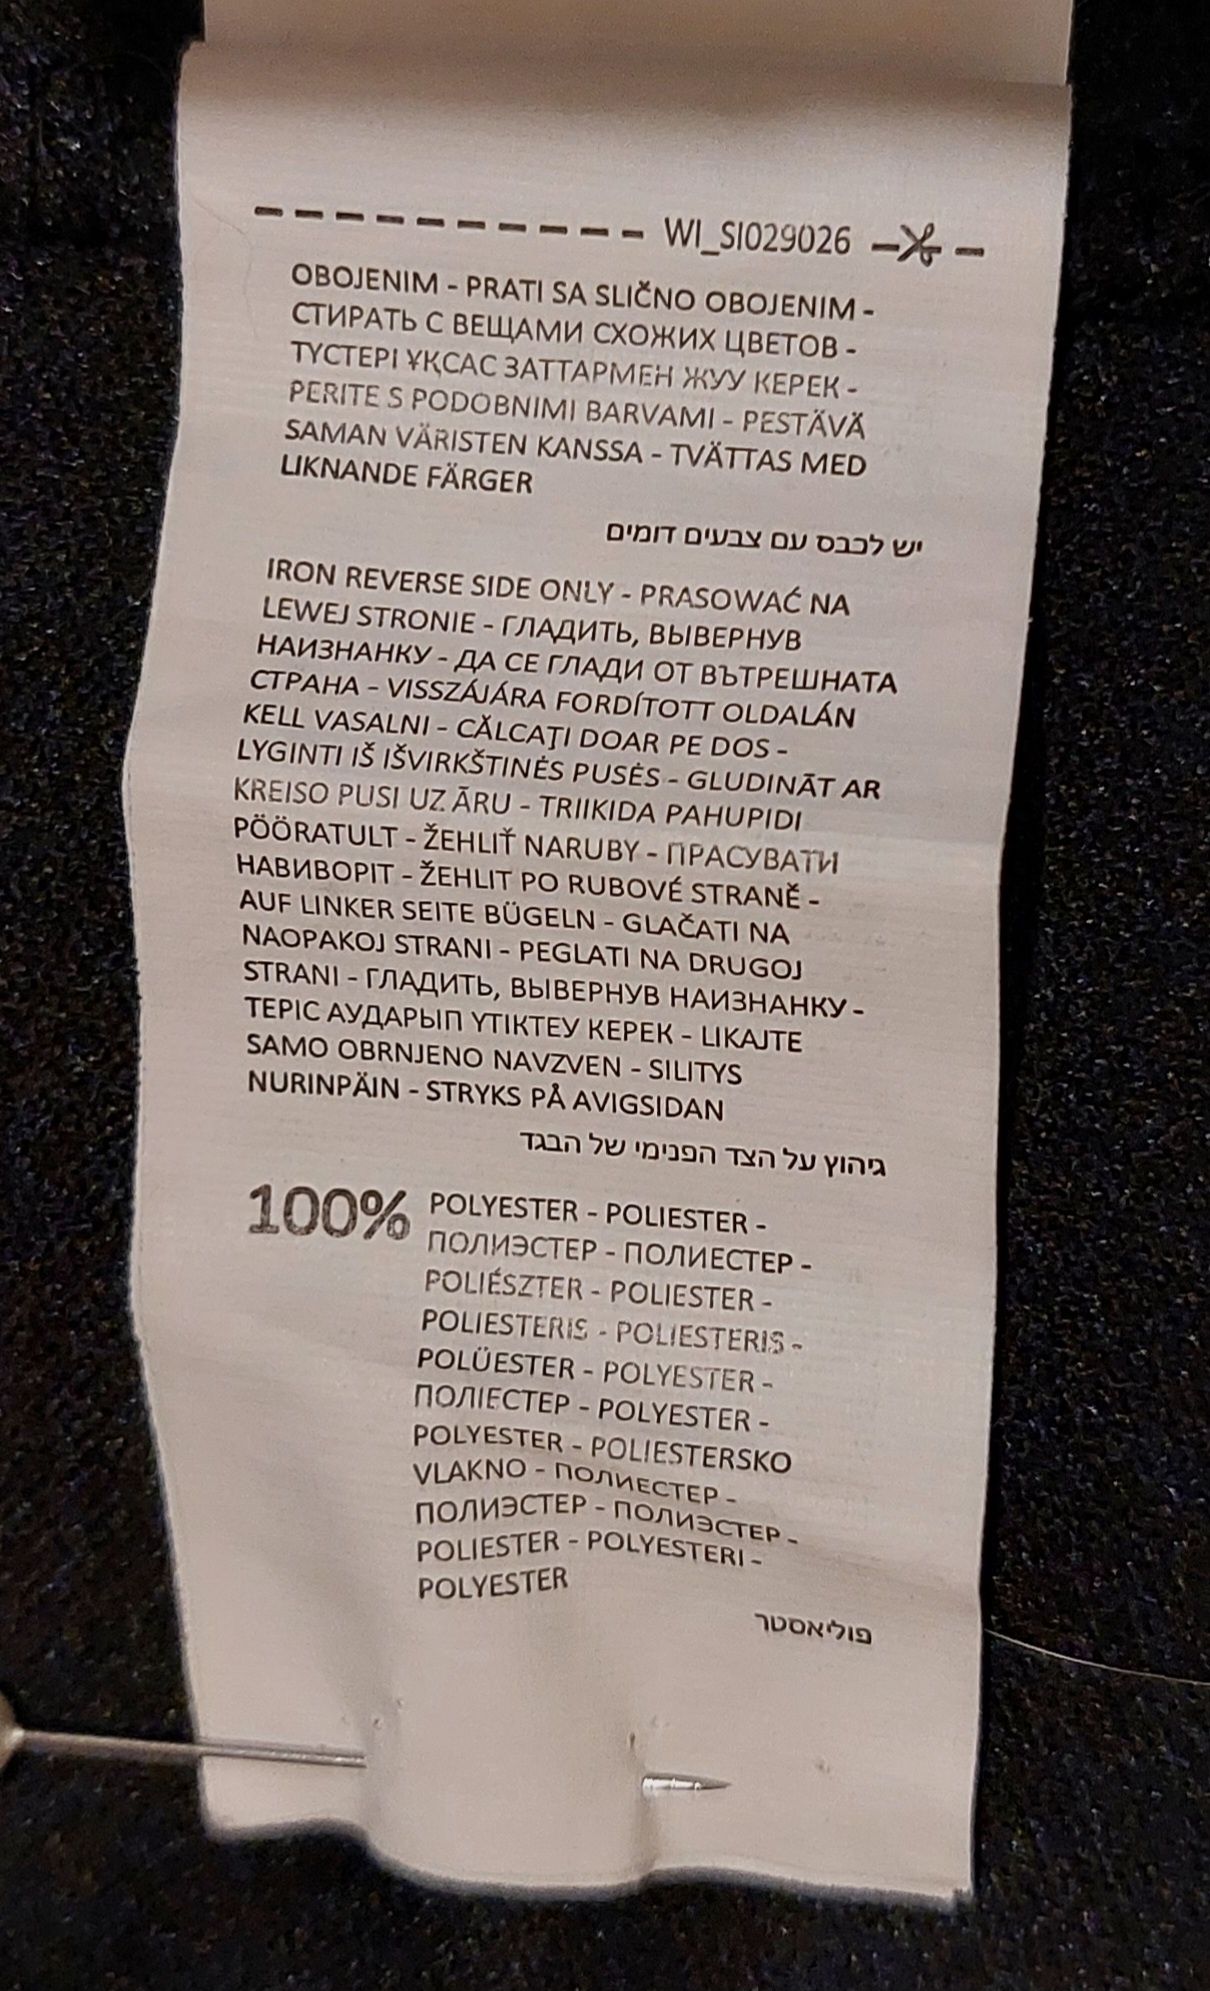 WI_SI029026
OBOJENIM - PRATI SA SLIČNO OBOJENIM -
СТИРАТЬ С ВЕЩАМИ СХОЖИХ ЦВЕТОВ -
ТҮСТЕРІ ҰҚСАС ЗАТТАРМЕН ЖУУ КЕРЕК -
PERITE S PODOBNIMI BARVAMI - PESTÄVÄ
SAMAN VÄRISTEN KANSSA - TVÄTTAS MED
LIKNANDE FÄRGER
יש לכבס עם צבעים דומים
IRON REVERSE SIDE ONLY - PRASOWAĆ NA
LEWEJ STRONIE - ГЛАДИТЬ, ВЫВЕРНУВ
НАИЗНАНКУ - ДА СЕ ГЛАДИ ОТ ВЪТРЕШНАТА
СТРАНА - VISSZÁJÁRA FORDÍTOTT OLDALÁN
KELL VASALNI - CĂLCAŢI DOAR PE DOS -
LYGINTI IŠ IŠVIRKŠTINĖS PUSĖS - GLUDINĀT AR
KREISO PUSI UZ ĀRU - TRIIKIDA PAHUPIDI
PÖÖRATULT - ŽEHLIŤ NARUBY - ПРАСУВАТИ
НАВИВОРІТ - ŽEHLIT PO RUBOVÉ STRANĚ -
AUF LINKER SEITE BÜGELN - GLAČATI NA
NAOPAKOJ STRANI - PEGLATI NA DRUGOJ
STRANI - ГЛАДИТЬ, ВЫВЕРНУВ НАИЗНАНКУ -
ТЕРІС АУДАРЫП ҮТІКТЕУ КЕРЕК - LIKAJTE
SAMO OBRNJENO NAVZVEN - SILITYS
NURINPÄIN - STRYKS PÅ AVIGSIDAN
גיהוץ על הצד הפנימי של הבגד
100% POLYESTER - POLIESTER -
ПОЛИЭСТЕР - ПОЛИЕСТЕР -
POLIÉSZTER - POLIESTER -
POLIESTERIS - POLIESTERIS -
POLÜESTER - POLYESTER -
ПОЛІЕСТЕР - POLYESTER -
POLYESTER - POLIESTERSKO
VLAKNO - ПОЛИЕСТЕР -
ПОЛИЭСТЕР - ПОЛИЭСТЕР -
POLIESTER - POLYESTERI -
POLYESTER
פוליאסטר